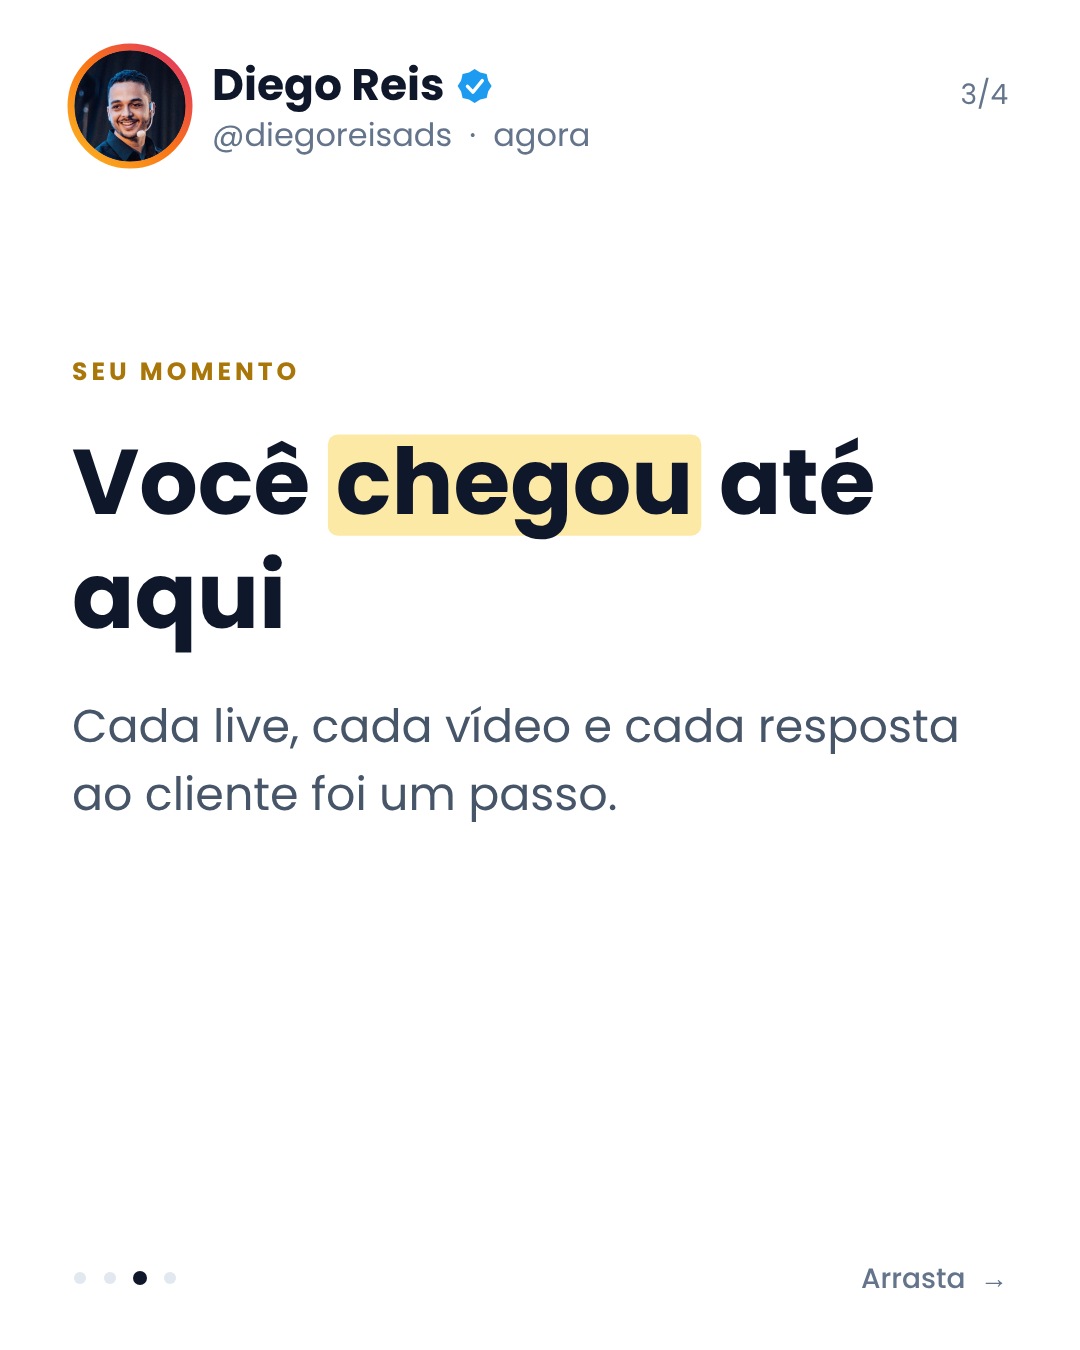 Diego Reis
@diegoreisads · agora
3/4
SEU MOMENTO
Você chegou até
aqui
Cada live, cada vídeo e cada resposta
ao cliente foi um passo.
Arrasta →